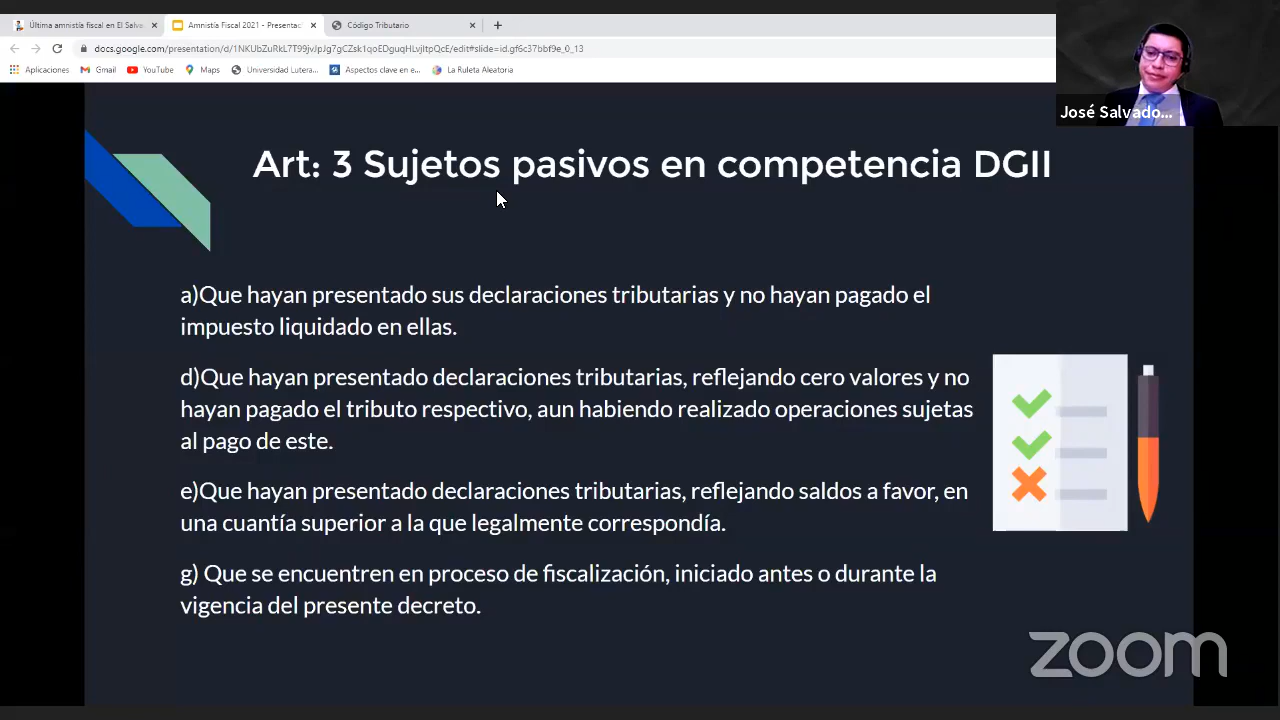 Última amnistía fiscal en El Salva
Amnistía Fiscal 2021 - Presentac
Código Tributario
docs.google.com/presentation/d/1NKUbZuRkL7T99jvJpJg7gCZsk1qoEDguqHLvjItpQcE/edit#slide=id.gf6c37bbf9e_0_13
Aplicaciones
Gmail
YouTube
Maps
Universidad Lutera...
Aspectos clave en e...
La Ruleta Aleatoria
José Salvado...
Art: 3 Sujetos pasivos en competencia DGII
a)Que hayan presentado sus declaraciones tributarias y no hayan pagado el
impuesto liquidado en ellas.
d)Que hayan presentado declaraciones tributarias, reflejando cero valores y no
hayan pagado el tributo respectivo, aun habiendo realizado operaciones sujetas
al pago de este.
e)Que hayan presentado declaraciones tributarias, reflejando saldos a favor, en
una cuantía superior a la que legalmente correspondía.
g) Que se encuentren en proceso de fiscalización, iniciado antes o durante la
vigencia del presente decreto.
zoom